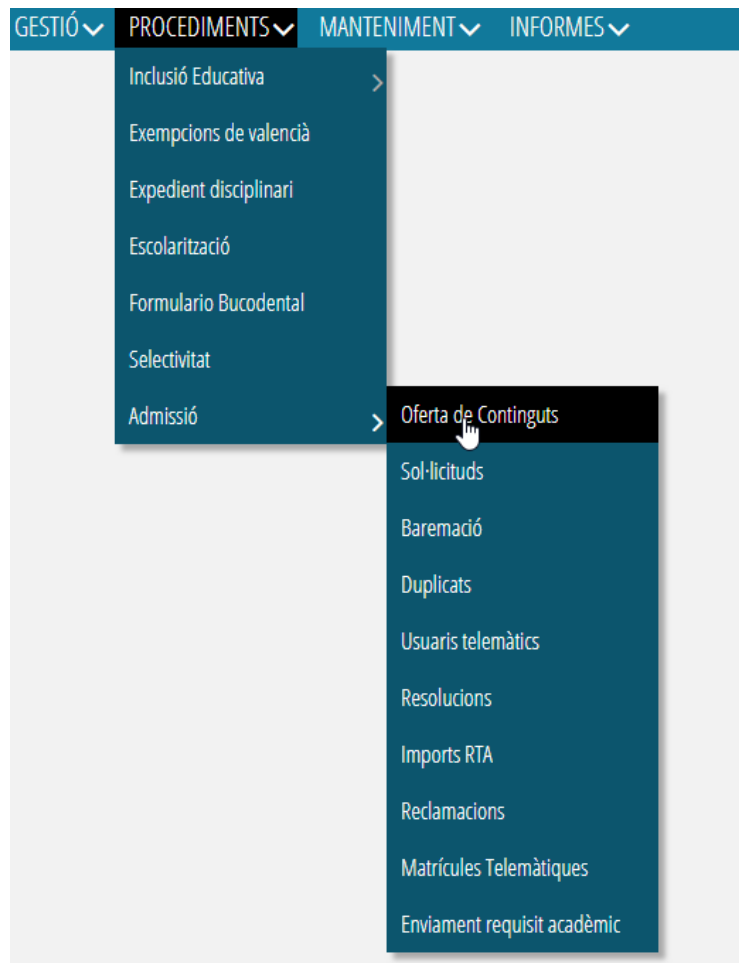 GESTIÓ PROCEDIMENTS MANTENIMENT INFORMES
Inclusió Educativa
Exempcions de valencià
Expedient disciplinari
Escolarització
Formulario Bucodental
Selectivitat
Admissió
Oferta de Continguts
Sol·licituds
Baremació
Duplicats
Usuaris telemàtics
Resolucions
Imports RTA
Reclamacions
Matrícules Telemàtiques
Enviament requisit acadèmic